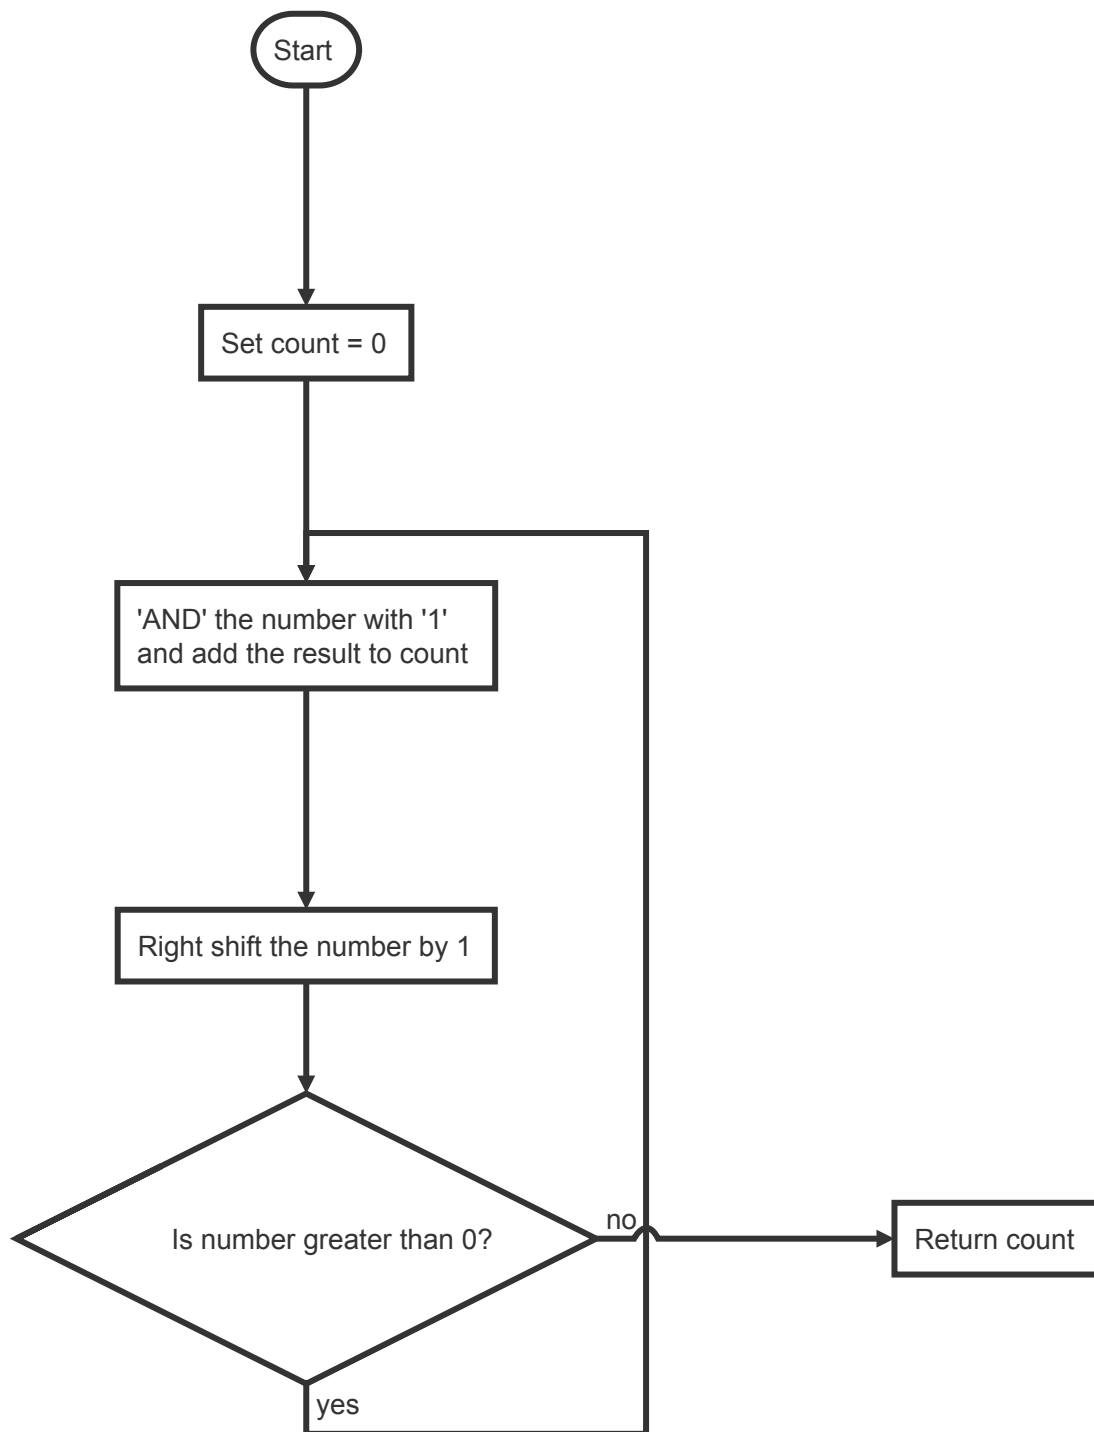 Start
Set count = 0
'AND' the number with '1'
and add the result to count
Right shift the number by 1
Is number greater than 0?
no
Return count
yes